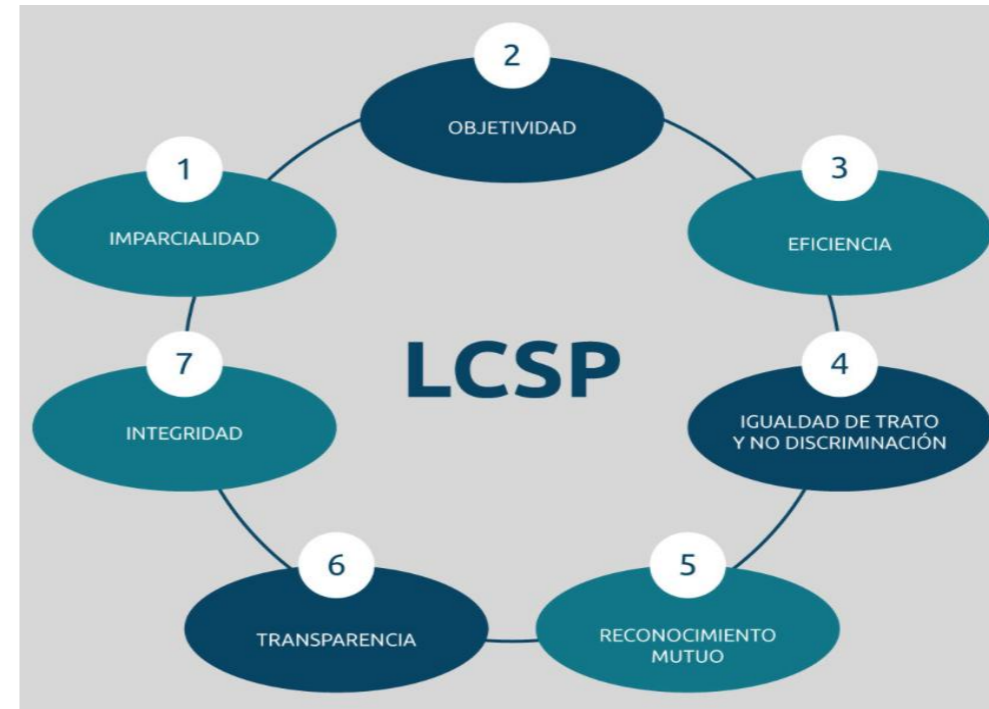 1
IMPARCIALIDAD
2
OBJETIVIDAD
3
EFICIENCIA
4
IGUALDAD DE TRATO
Y NO DISCRIMINACIÓN
5
RECONOCIMIENTO
MUTUO
6
TRANSPARENCIA
7
INTEGRIDAD
LCSP